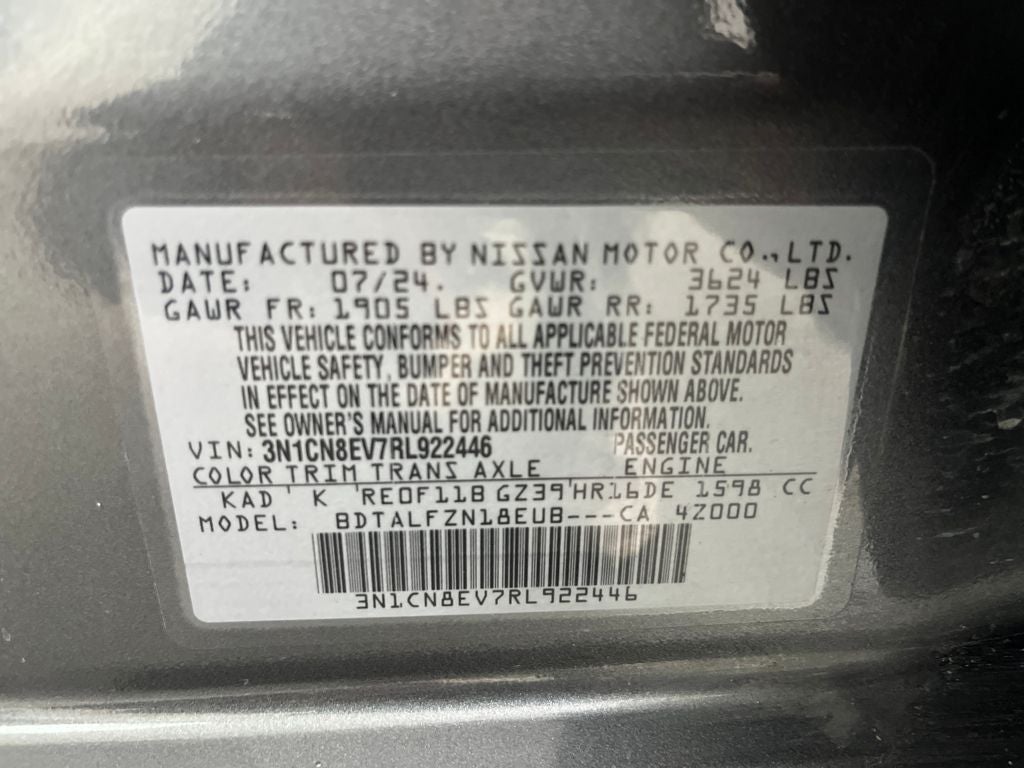 MANUFACTURED BY NISSAN MOTOR CO., LTD.
DATE: 07/24. GVWR: 3624 LBS
GAWR FR: 1905 LBS GAWR RR: 1735 LBS
THIS VEHICLE CONFORMS TO ALL APPLICABLE FEDERAL MOTOR
VEHICLE SAFETY, BUMPER AND THEFT PREVENTION STANDARDS
IN EFFECT ON THE DATE OF MANUFACTURE SHOWN ABOVE.
SEE OWNER'S MANUAL FOR ADDITIONAL INFORMATION.
VIN: 3N1CN8EV7RL922446 PASSENGER CAR.
COLOR TRIM TRANS AXLE ENGINE
KAD K RE0F11B GZ39 HR16DE 1598 CC
MODEL: BDTALFZN18EUB---CA 4Z000
3N1CN8EV7RL922446